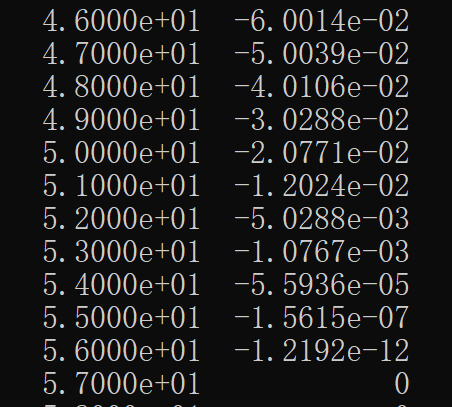 4.6000e+01 -6.0014e-02
4.7000e+01 -5.0039e-02
4.8000e+01 -4.0106e-02
4.9000e+01 -3.0288e-02
5.0000e+01 -2.0771e-02
5.1000e+01 -1.2024e-02
5.2000e+01 -5.0288e-03
5.3000e+01 -1.0767e-03
5.4000e+01 -5.5936e-05
5.5000e+01 -1.5615e-07
5.6000e+01 -1.2192e-12
5.7000e+01 0